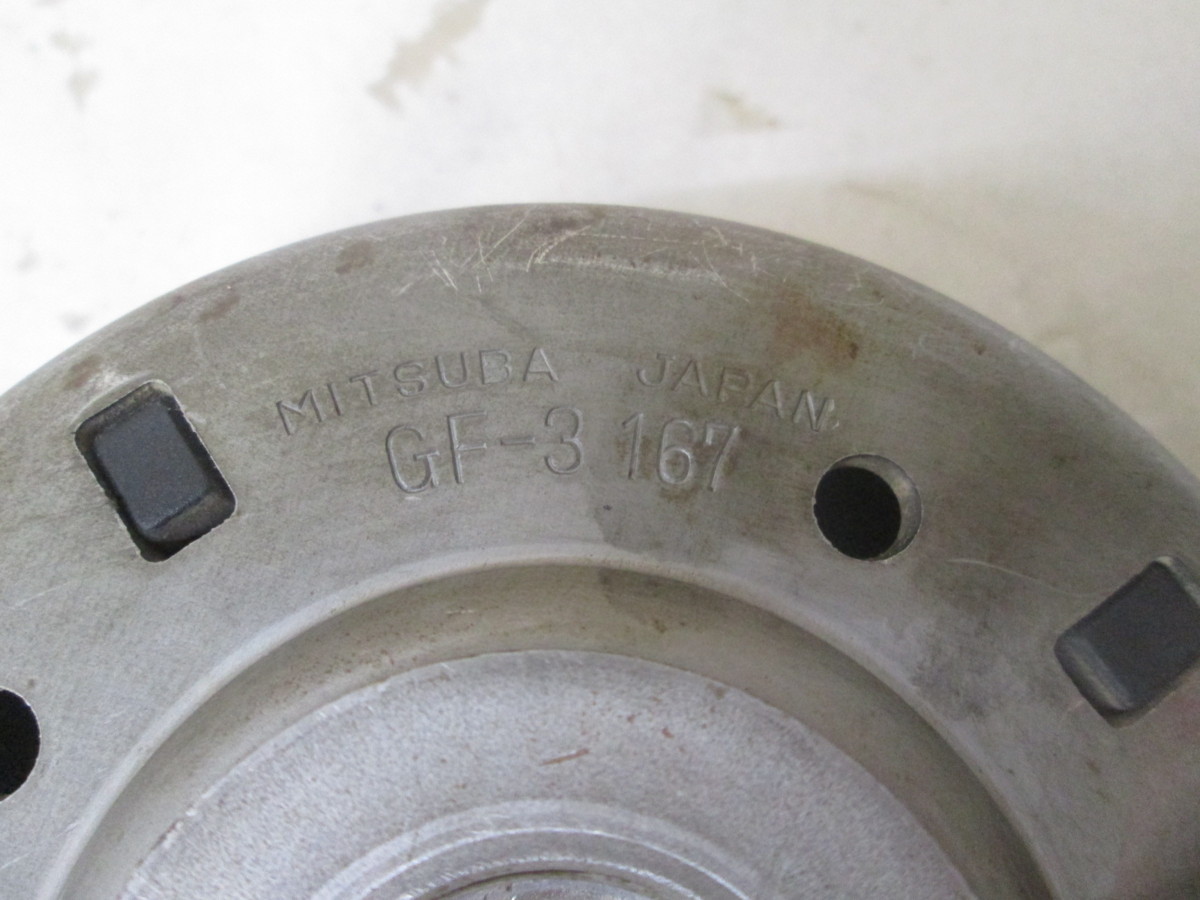 MITSUBA JAPAN.
GF-3 167